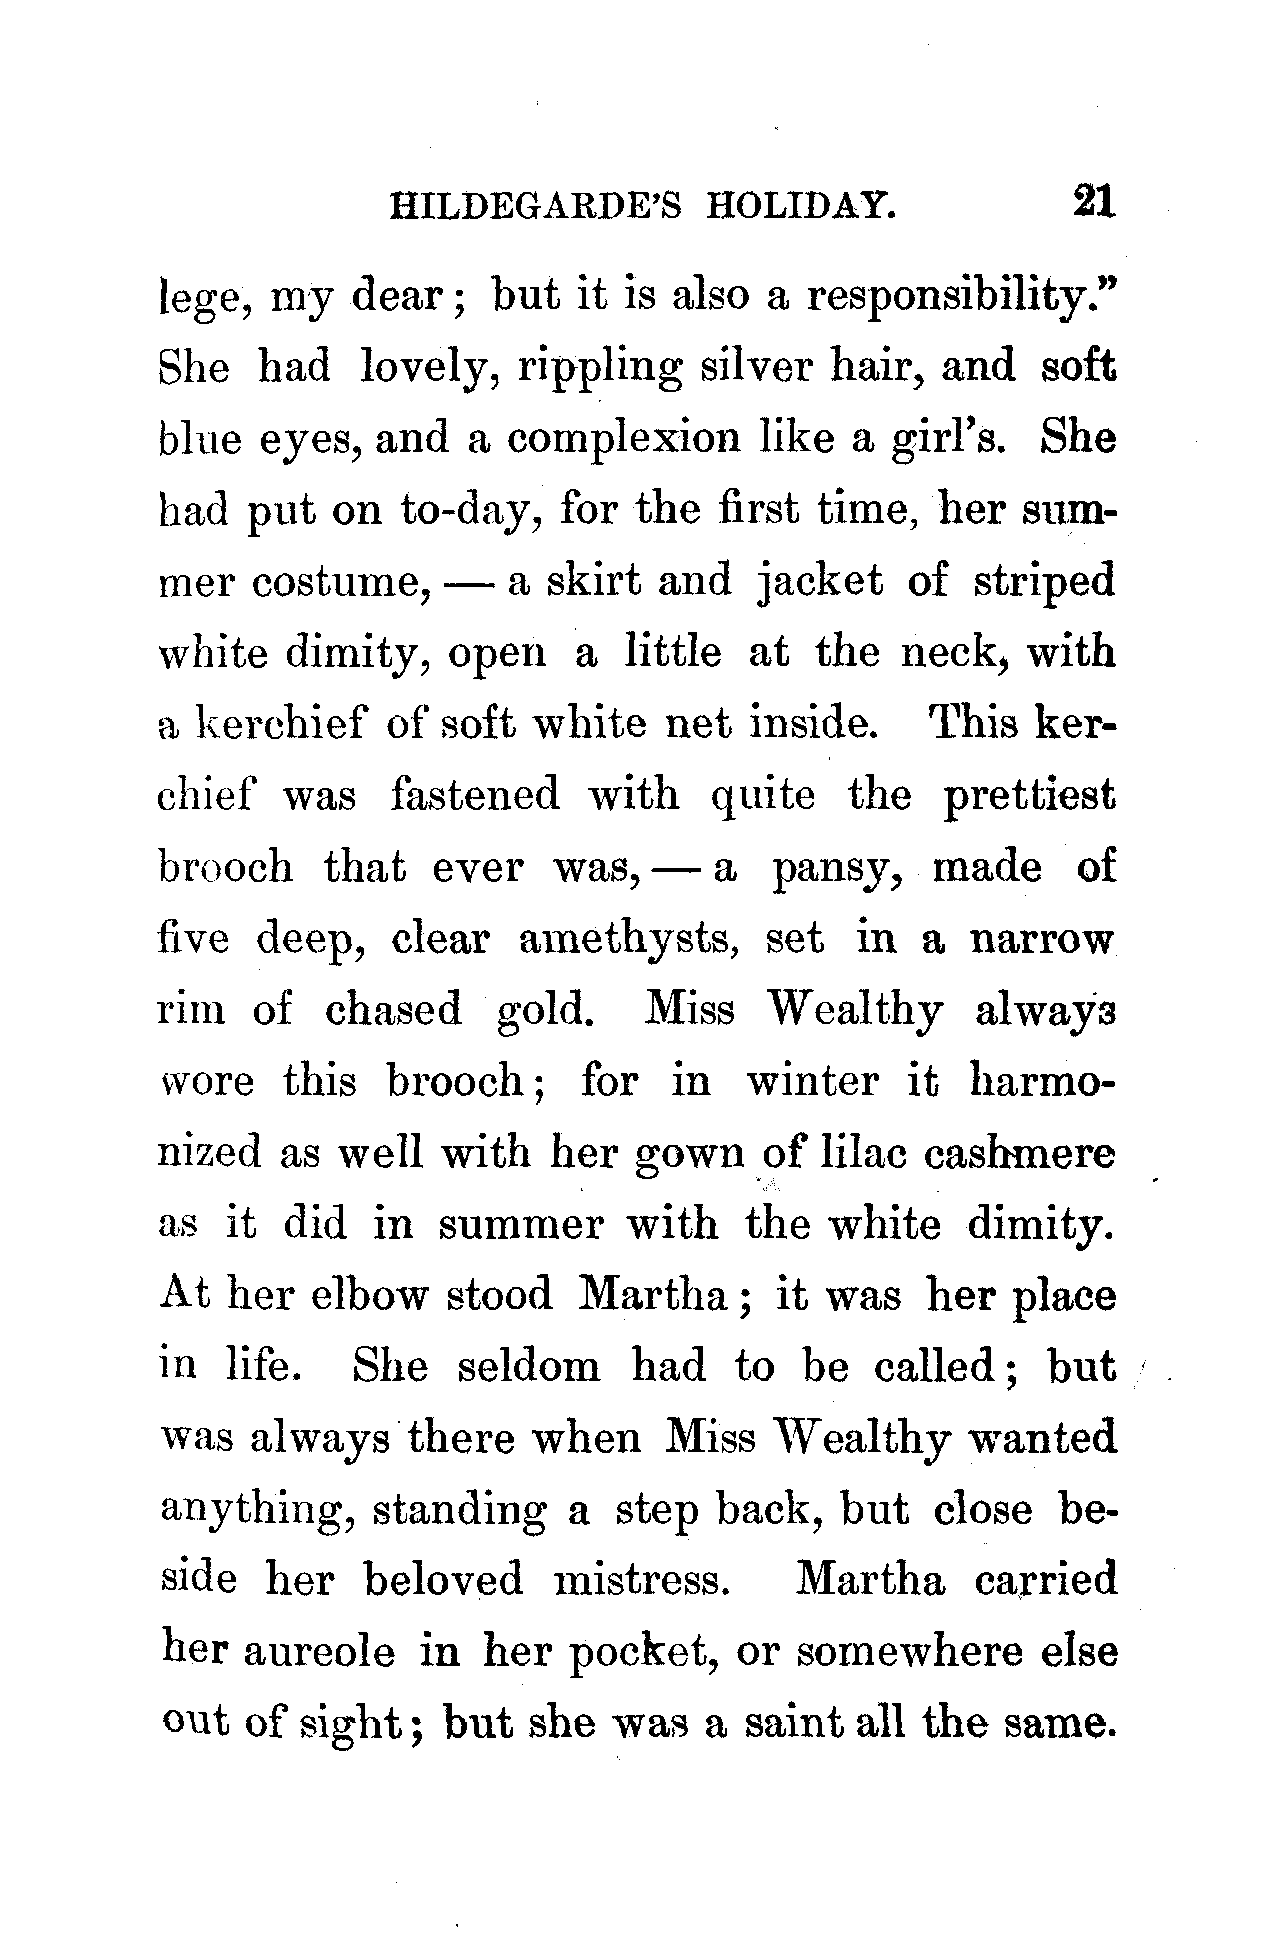 HILDEGARDE'S HOLIDAY. 21
lege, my dear; but it is also a responsibility."
She had lovely, rippling silver hair, and soft
blue eyes, and a complexion like a girl's. She
had put on to-day, for the first time, her sum-
mer costume, — a skirt and jacket of striped
white dimity, open a little at the neck, with
a kerchief of soft white net inside. This ker-
chief was fastened with quite the prettiest
brooch that ever was, — a pansy, made of
five deep, clear amethysts, set in a narrow
rim of chased gold. Miss Wealthy always
wore this brooch; for in winter it harmo-
nized as well with her gown of lilac cashmere
as it did in summer with the white dimity.
At her elbow stood Martha; it was her place
in life. She seldom had to be called; but
was always there when Miss Wealthy wanted
anything, standing a step back, but close be-
side her beloved mistress. Martha carried
her aureole in her pocket, or somewhere else
out of sight; but she was a saint all the same.